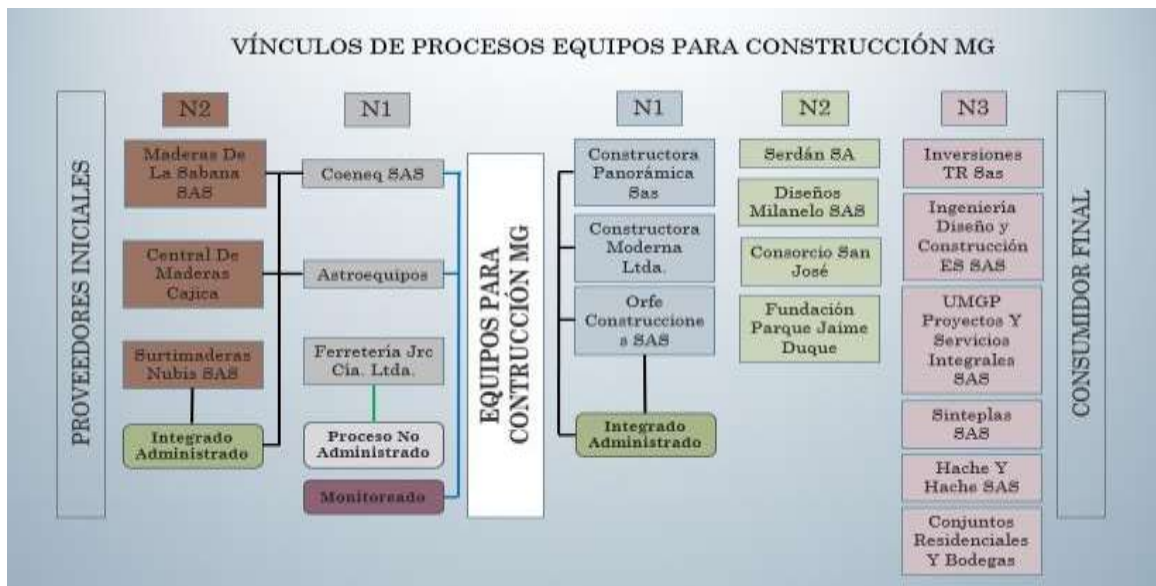 VÍNCULOS DE PROCESOS EQUIPOS PARA CONSTRUCCIÓN MG
PROVEEDORES INICIALES
N2
Maderas De
La Sabana
SAS
Central De
Maderas
Cajica
Surtimaderas
Nubis SAS
Integrado
Administrado
N1
Coeneq SAS
Astroequipos
Ferretería Jrc
Cía. Ltda.
Proceso No
Administrado
Monitoreado
EQUIPOS PARA
CONTRUCCIÓN MG
N1
Constructora
Panorámica
Sas
Constructora
Moderna
Ltda.
Orfe
Construccione
s SAS
Integrado
Administrado
N2
Serdán SA
Diseños
Milanelo SAS
Consorcio San
José
Fundación
Parque Jaime
Duque
N3
Inversiones
TR Sas
Ingeniería
Diseño y
Construcción
ES SAS
UMGP
Proyectos Y
Servicios
Integrales
SAS
Sinteplas
SAS
Hache Y
Hache SAS
Conjuntos
Residenciales
Y Bodegas
CONSUMIDOR FINAL